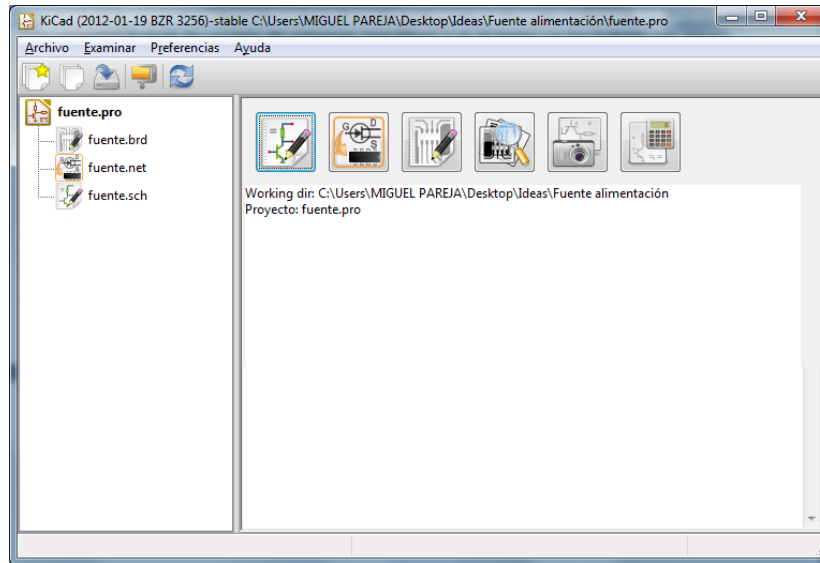 KiCad (2012-01-19 BZR 3256)-stable C:\Users\MIGUEL PAREJA\Desktop\Ideas\Fuente alimentación\fuente.pro
Archivo Examinar Preferencias Ayuda
fuente.pro
fuente.brd
fuente.net
fuente.sch
G D
S
Working dir: C:\Users\MIGUEL PAREJA\Desktop\Ideas\Fuente alimentación
Proyecto: fuente.pro